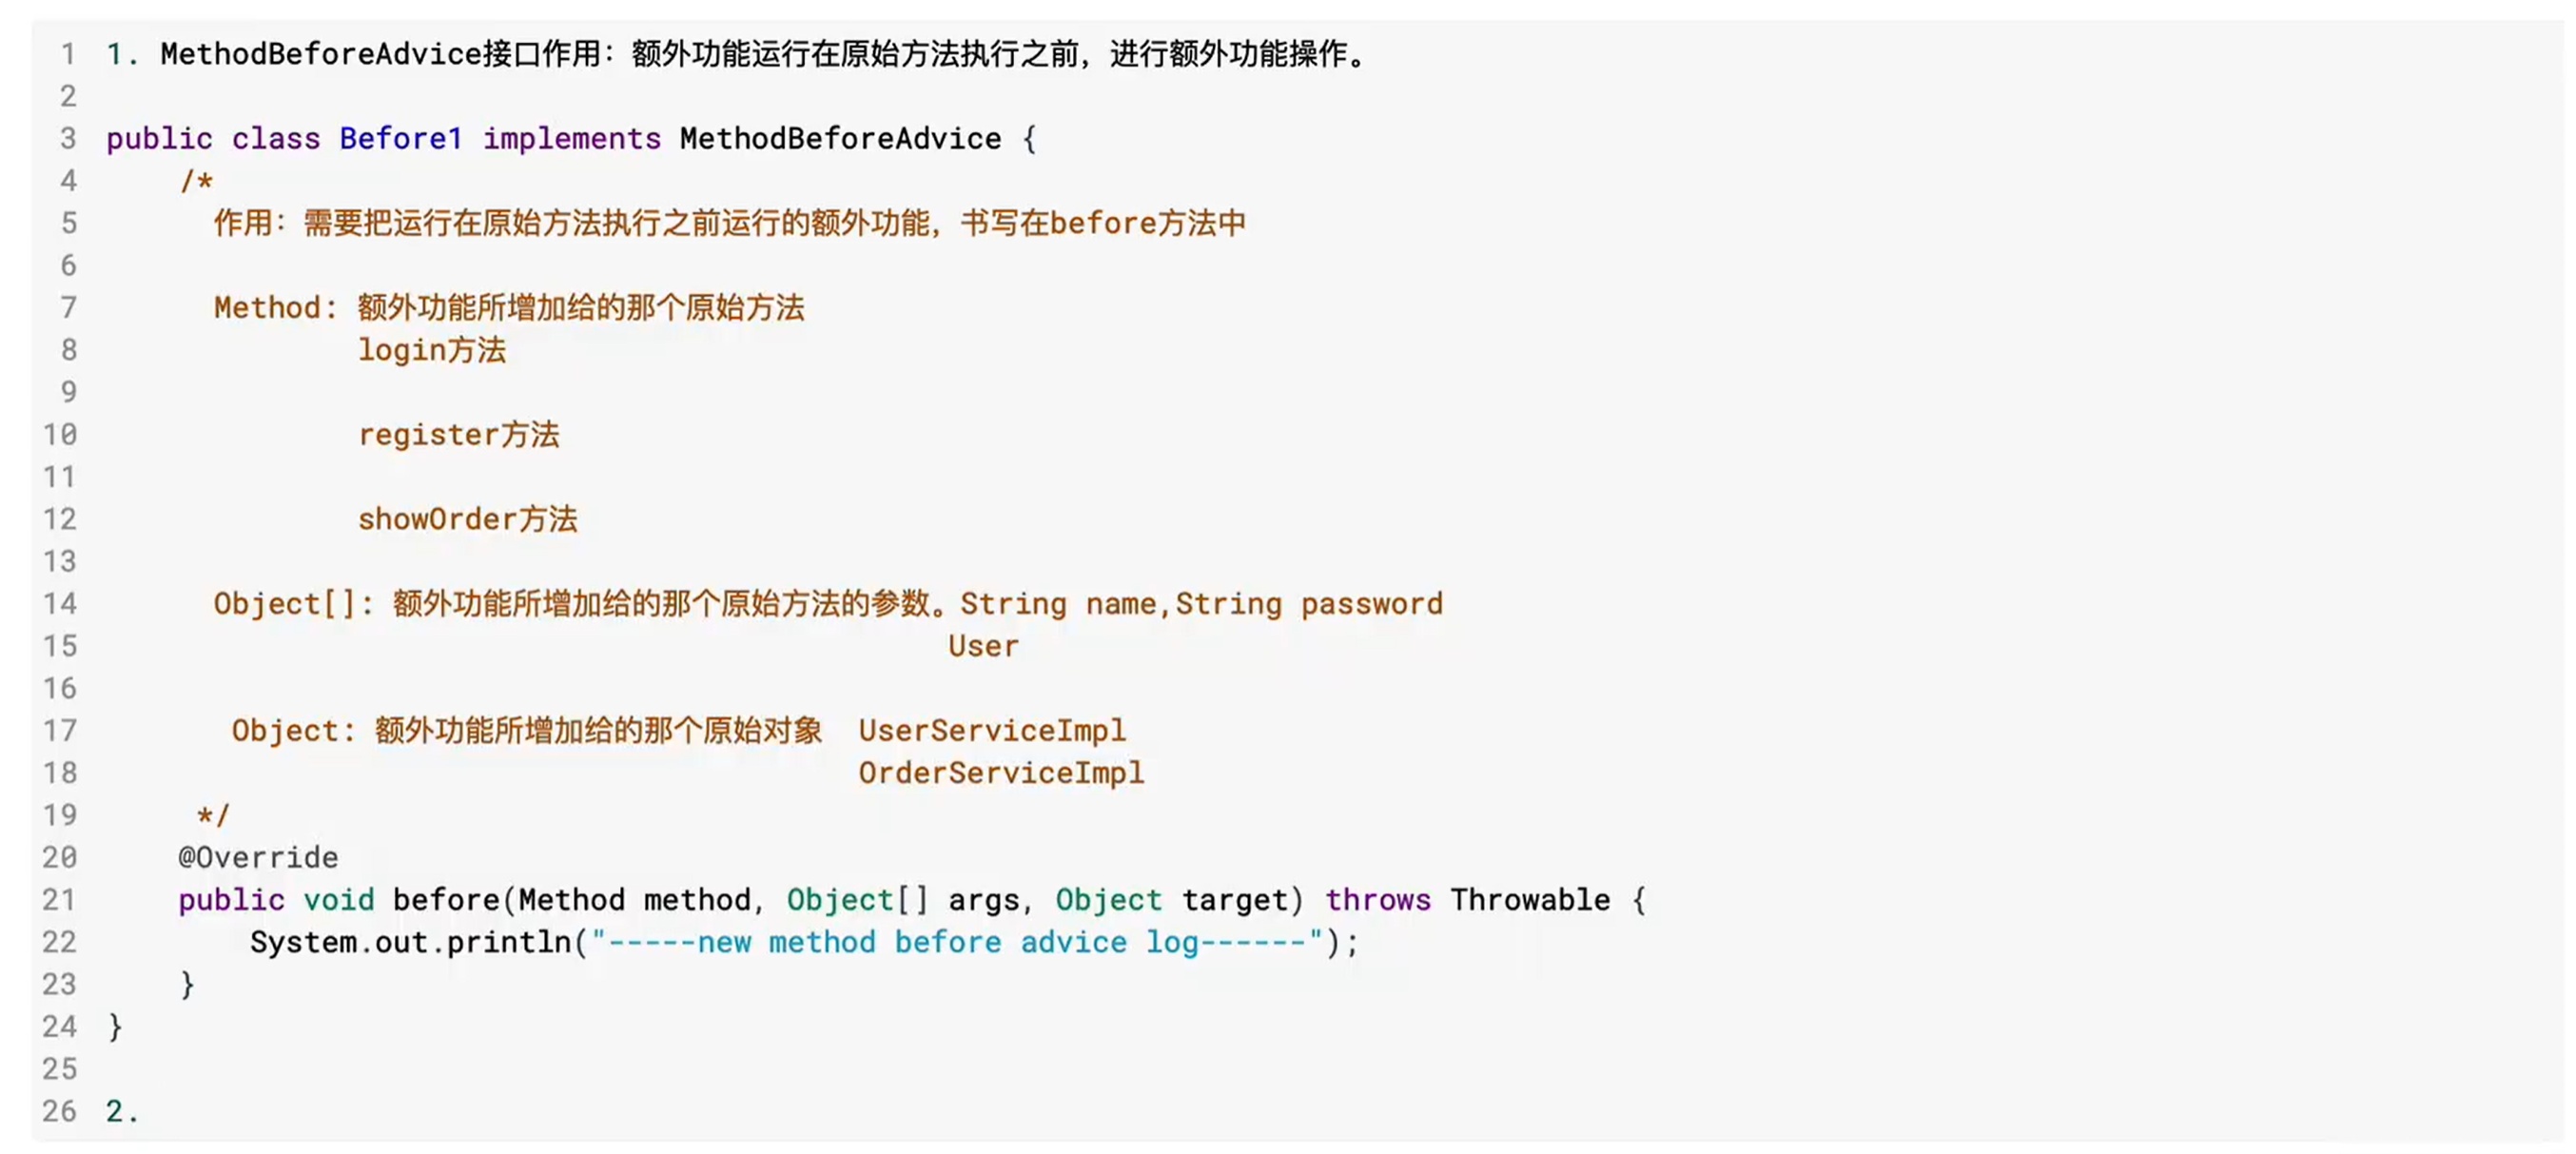 1 1. MethodBeforeAdvice接口作用：额外功能运行在原始方法执行之前，进行额外功能操作。
2
3 public class Before1 implements MethodBeforeAdvice {
4 /*
5 作用：需要把运行在原始方法执行之前运行的额外功能，书写在before方法中
6
7 Method: 额外功能所增加给的那个原始方法
8 login方法
9
10 register方法
11
12 showOrder方法
13
14 Object[]: 额外功能所增加给的那个原始方法的参数。String name,String password
15 User
16
17 Object: 额外功能所增加给的那个原始对象 UserServiceImpl
18 OrderServiceImpl
19 */
20 @Override
21 public void before(Method method, Object[] args, Object target) throws Throwable {
22 System.out.println("-----new method before advice log------");
23 }
24 }
25
26 2.